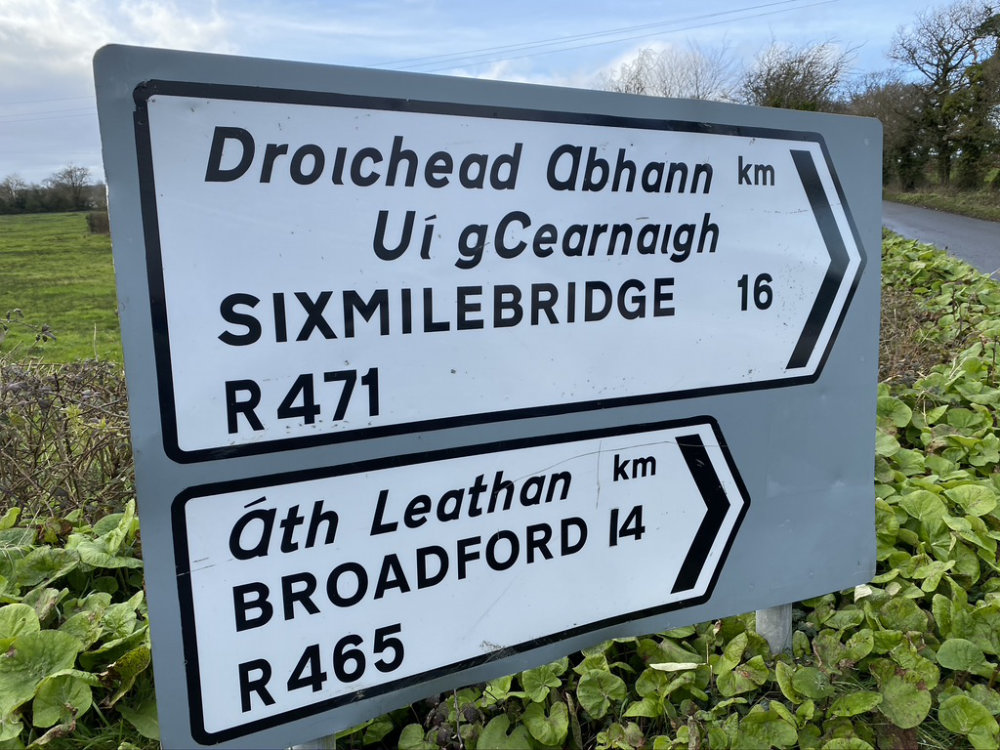 Droichead Abhann km
Uí gCearnaigh
SIXMILEBRIDGE 16
R471
Áth Leathan km
BROADFORD 14
R465